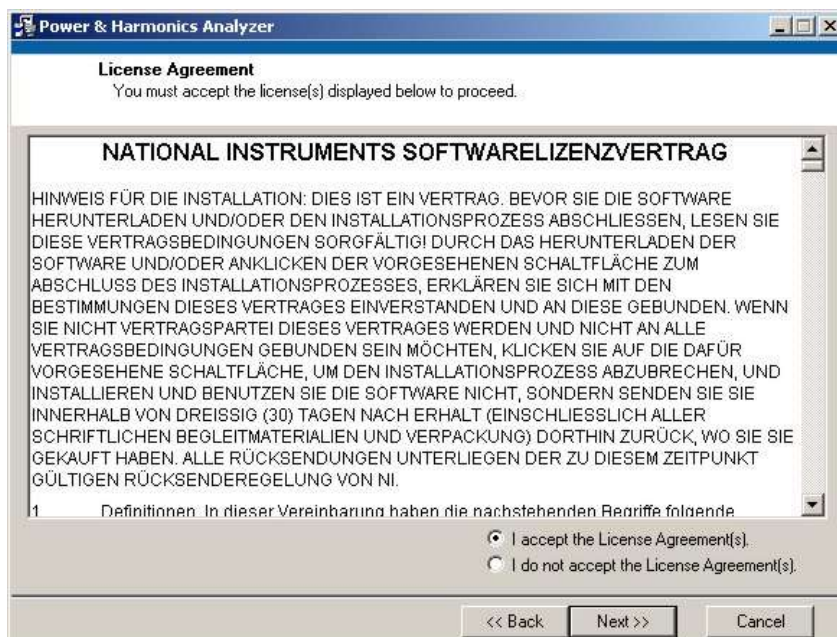 Power & Harmonics Analyzer
License Agreement
You must accept the license(s) displayed below to proceed.
NATIONAL INSTRUMENTS SOFTWARELIZENZVERTRAG
HINWEIS FÜR DIE INSTALLATION: DIES IST EIN VERTRAG. BEVOR SIE DIE SOFTWARE
HERUNTERLADEN UND/ODER DEN INSTALLATIONSPROZESS ABSCHLIESSEN, LESEN SIE
DIESE VERTRAGSBEDINGUNGEN SORGFÄLTIG! DURCH DAS HERUNTERLADEN DER
SOFTWARE UND/ODER ANKLICKEN DER VORGESEHENEN SCHALTFLÄCHE ZUM
ABSCHLUSS DES INSTALLATIONSPROZESSES, ERKLÄREN SIE SICH MIT DEN
BESTIMMUNGEN DIESES VERTRAGES EINVERSTANDEN UND AN DIESE GEBUNDEN. WENN
SIE NICHT VERTRAGSPARTEI DIESES VERTRAGES WERDEN UND NICHT AN ALLE
VERTRAGSBEDINGUNGEN GEBUNDEN SEIN MÖCHTEN, KLICKEN SIE AUF DIE DAFÜR
VORGESEHENE SCHALTFLÄCHE, UM DEN INSTALLATIONSPROZESS ABZUBRECHEN, UND
INSTALLIEREN UND BENUTZEN SIE DIE SOFTWARE NICHT, SONDERN SENDEN SIE SIE
INNERHALB VON DREISSIG (30) TAGEN NACH ERHALT (EINSCHLIESSLICH ALLER
SCHRIFTLICHEN BEGLEITMATERIALIEN UND VERPACKUNG) DORTHIN ZURÜCK, WO SIE SIE
GEKAUFT HABEN. ALLE RÜCKSENDUNGEN UNTERLIEGEN DER ZU DIESEM ZEITPUNKT
GÜLTIGEN RÜCKSENDEREGELUNG VON NI.
1 Definitionen. In dieser Vereinbarung haben die nachstehenden Begriffe folgende
I accept the License Agreement(s).
I do not accept the License Agreement(s).
<< Back Next >> Cancel